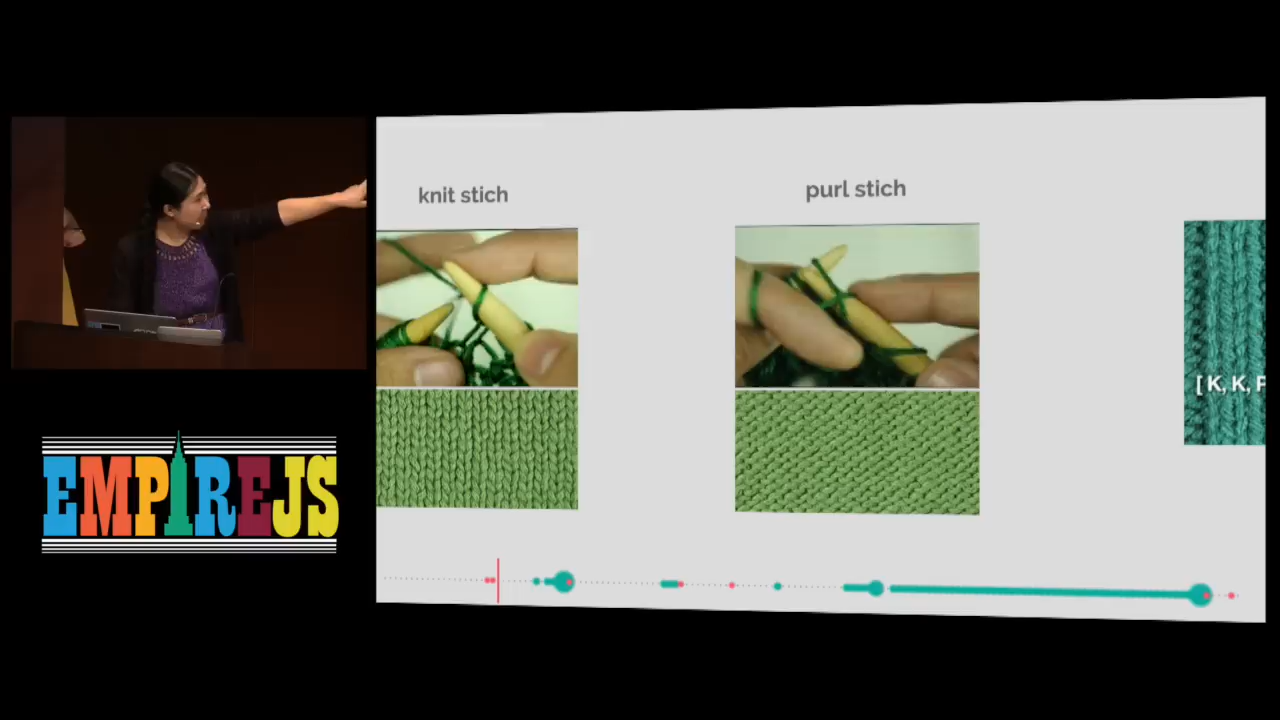 knit stich
purl stich
[ K, K, P
EMPIREJS